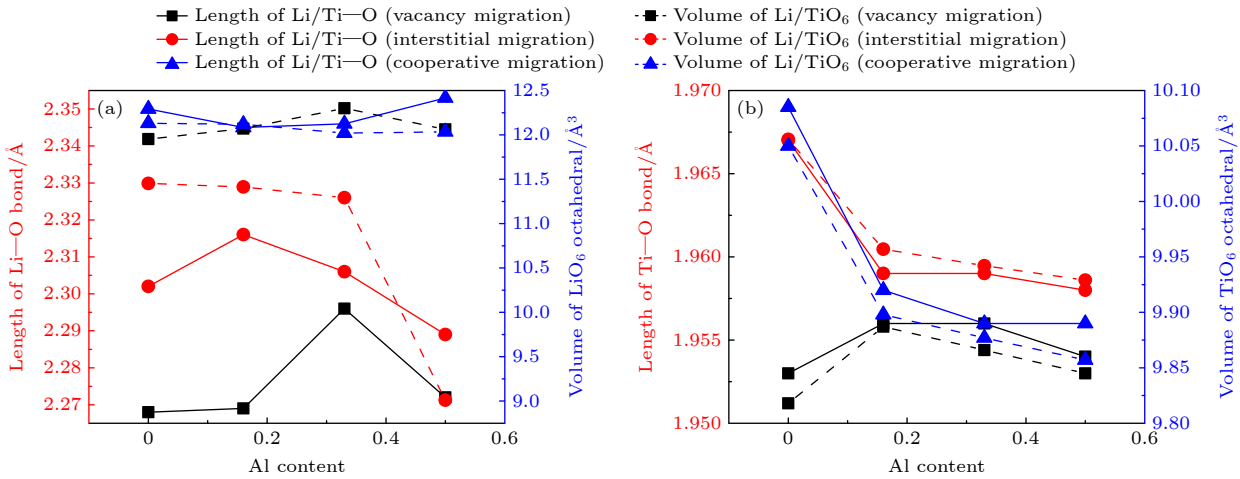 Length of Li/Ti—O (vacancy migration)
Length of Li/Ti—O (interstitial migration)
Length of Li/Ti—O (cooperative migration)
Volume of Li/TiO₆ (vacancy migration)
Volume of Li/TiO₆ (interstitial migration)
Volume of Li/TiO₆ (cooperative migration)
(a)
Length of Li—O bond/Å
2.35
2.34
2.33
2.32
2.31
2.30
2.29
2.28
2.27
0
0.2
0.4
0.6
Al content
12.5
12.0
11.5
11.0
10.5
10.0
9.5
9.0
Volume of LiO₆ octahedral/Å³
(b)
Length of Ti—O bond/Å
1.970
1.965
1.960
1.955
1.950
0
0.2
0.4
0.6
Al content
10.10
10.05
10.00
9.95
9.90
9.85
9.80
Volume of TiO₆ octahedral/Å³